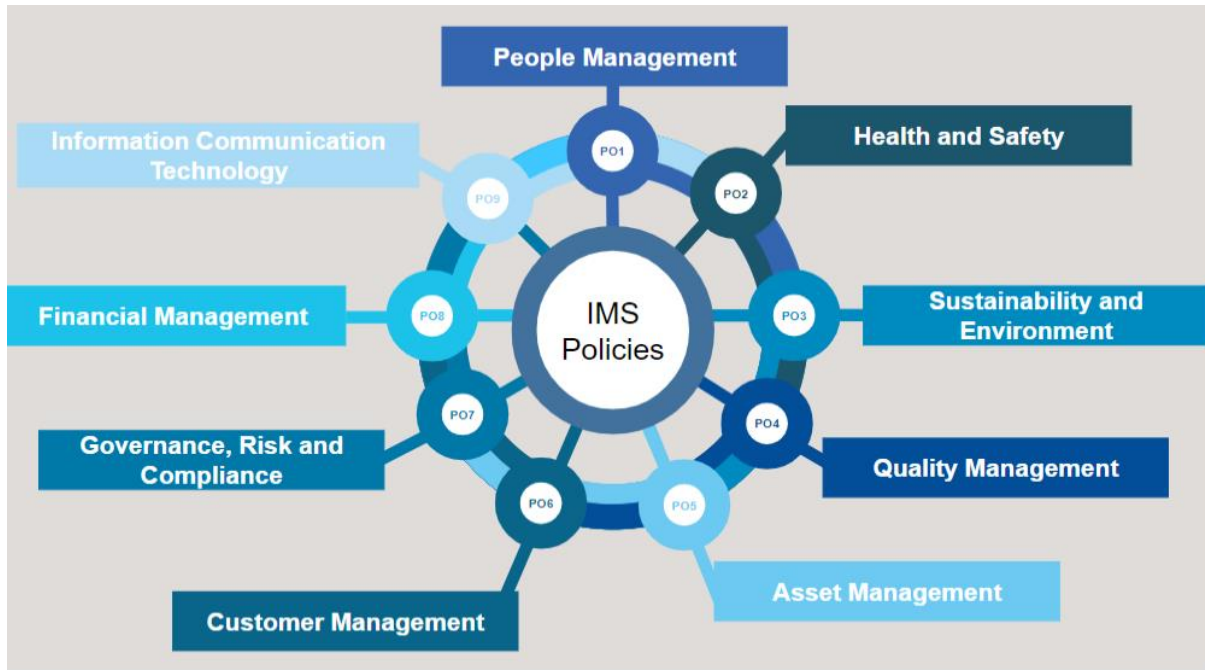 People Management
PO1
Health and Safety
PO2
Information Communication
Technology
PO9
Financial Management
PO8
IMS
Policies
PO3
Sustainability and
Environment
Governance, Risk and
Compliance
PO7
PO4
Quality Management
PO6
PO5
Asset Management
Customer Management